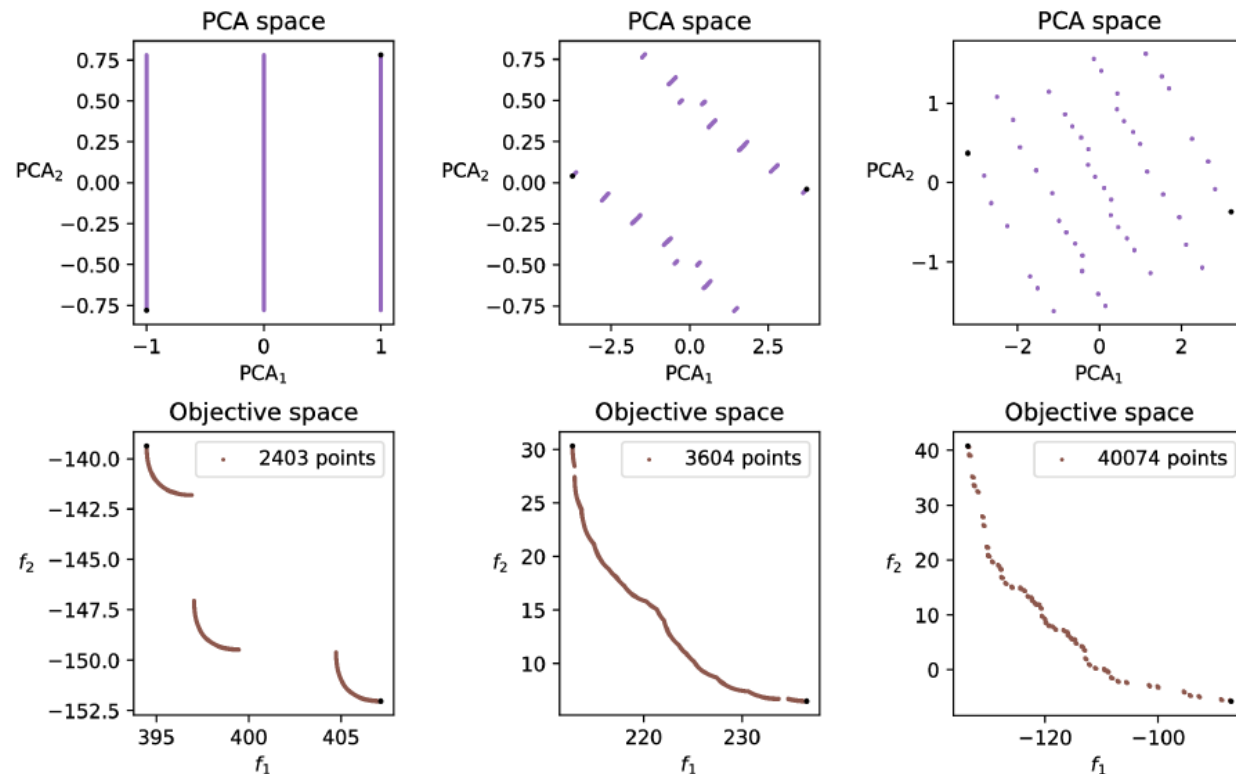 PCA space
PCA space
PCA space
0.75
0.50
0.25
PCA₂
0.00
−0.25
−0.50
−0.75
−1
0
1
PCA₁
0.75
0.50
0.25
PCA₂
0.00
−0.25
−0.50
−0.75
−2.5
0.0
2.5
PCA₁
1
PCA₂
0
−1
−2
0
2
PCA₁
Objective space
Objective space
Objective space
2403 points
−140.0
−142.5
f₂
−145.0
−147.5
−150.0
−152.5
395
400
405
f₁
3604 points
30
25
f₂
20
15
10
220
230
f₁
40074 points
40
30
f₂
20
10
0
−120
−100
f₁